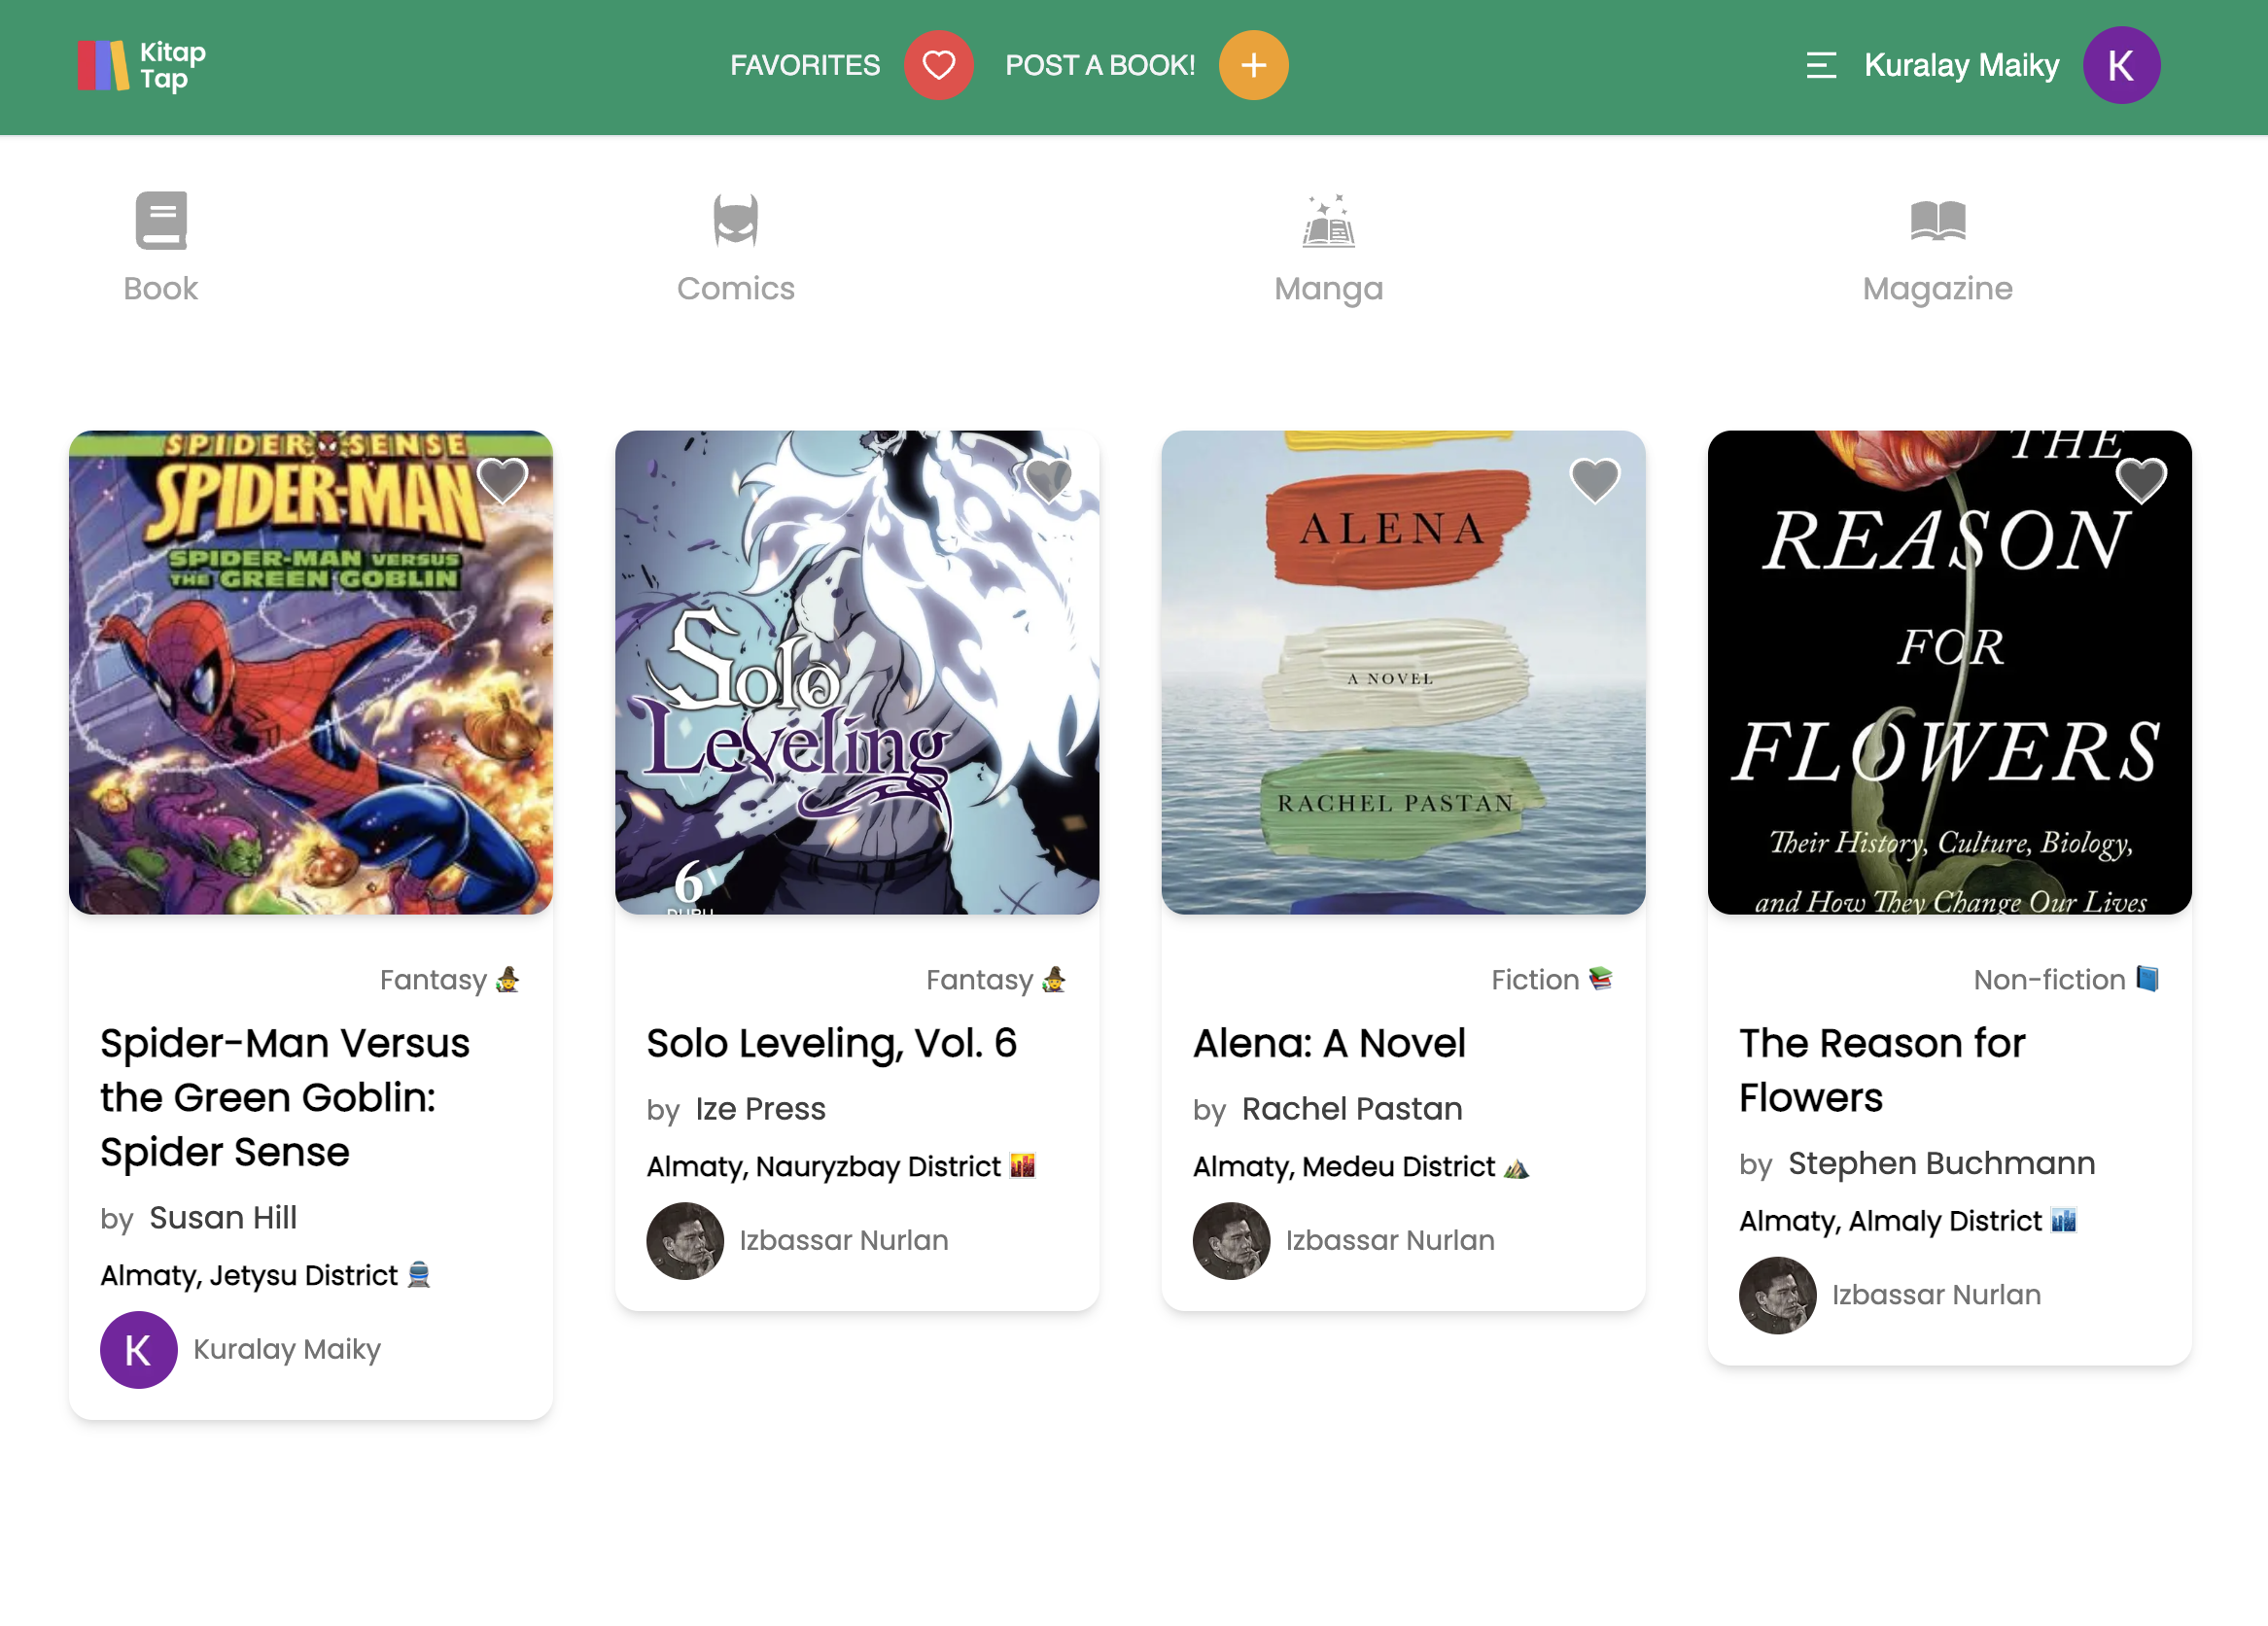 Kitap
Tap
FAVORITES
POST A BOOK!
Kuralay Maiky
K
Book
Comics
Manga
Magazine
SPIDER SENSE
SPIDER-MAN
SPIDER-MAN VERSUS
THE GREEN GOBLIN
Fantasy
Spider-Man Versus
the Green Goblin:
Spider Sense
by Susan Hill
Almaty, Jetysu District
K
Kuralay Maiky
Solo
Leveling
6
DUBU
Fantasy
Solo Leveling, Vol. 6
by Ize Press
Almaty, Nauryzbay District
Izbassar Nurlan
ALENA
A NOVEL
RACHEL PASTAN
Fiction
Alena: A Novel
by Rachel Pastan
Almaty, Medeu District
Izbassar Nurlan
THE
REASON
FOR
FLOWERS
Their History, Culture, Biology,
and How They Change Our Lives
Non-fiction
The Reason for
Flowers
by Stephen Buchmann
Almaty, Almaly District
Izbassar Nurlan